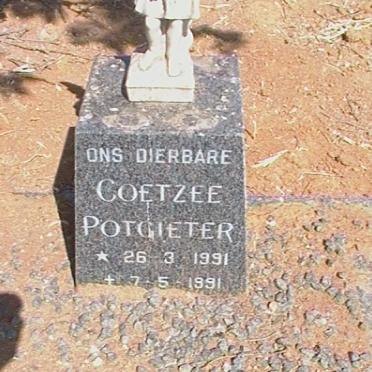 ONS DIERBARE
COETZEE
POTGIETER
★ 26·3·1991
✝ 7-5-1991